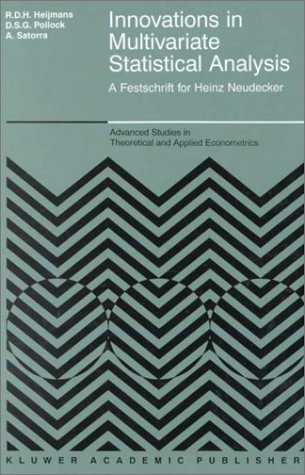 R.D.H. Heijmans
D.S.G. Pollock
A. Satorra
Innovations in
Multivariate
Statistical Analysis
A Festschrift for Heinz Neudecker
Advanced Studies in
Theoretical and Applied Econometrics
KLUWER ACADEMIC PUBLISHER